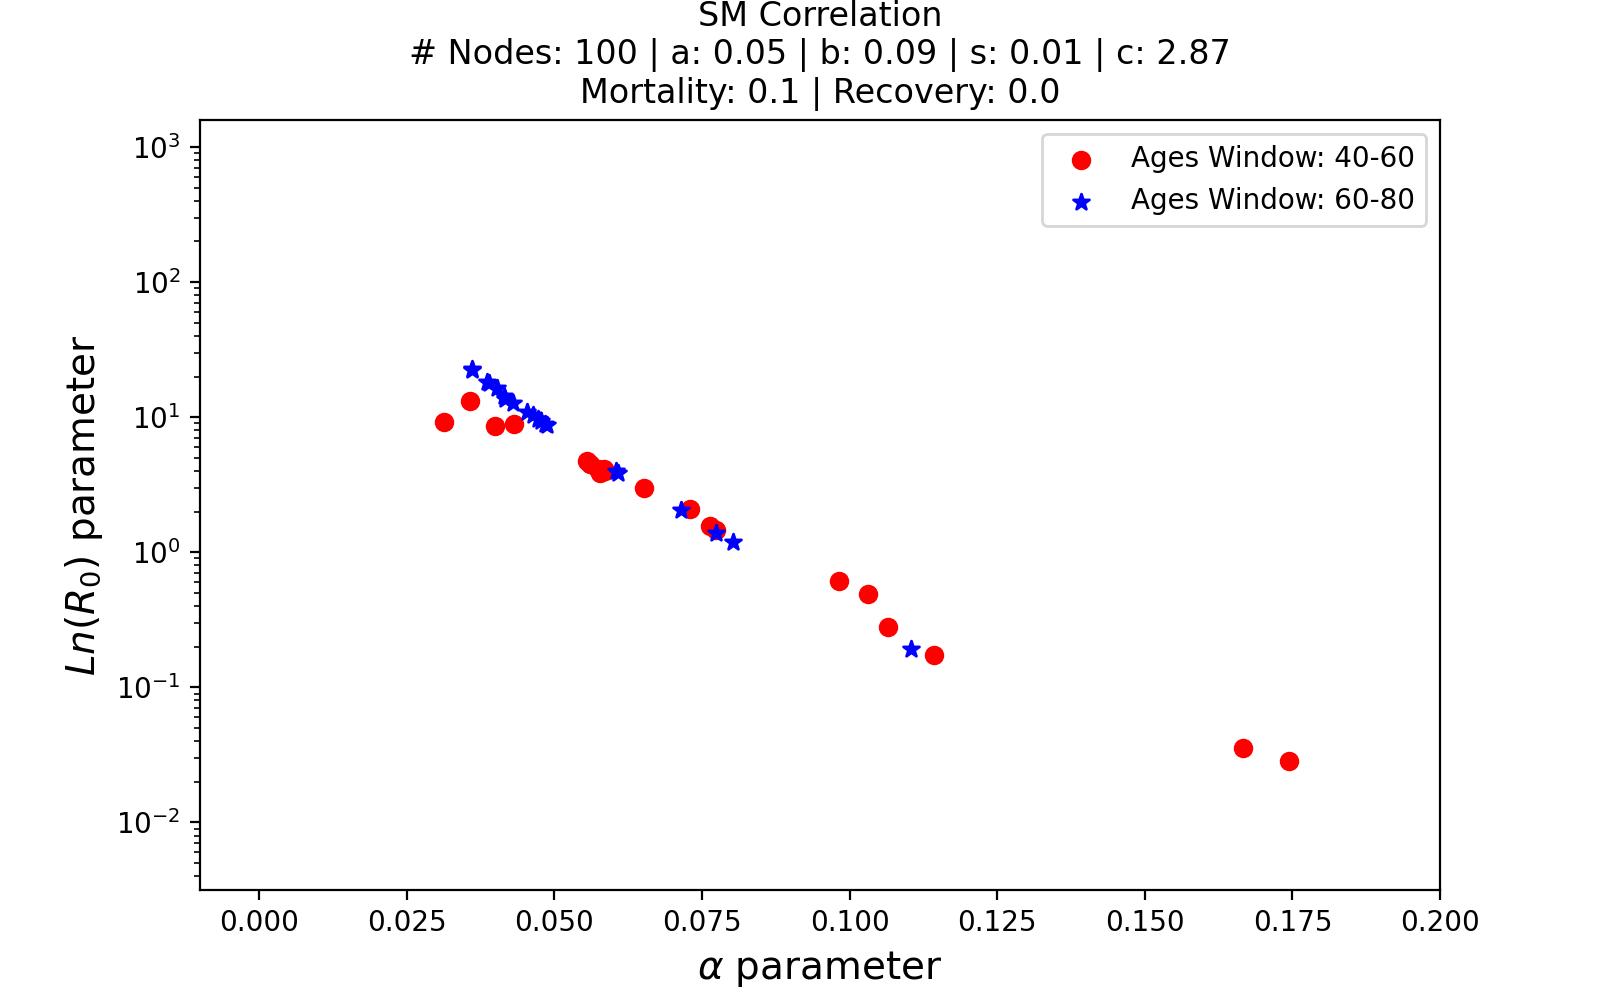 SM Correlation
# Nodes: 100 | a: 0.05 | b: 0.09 | s: 0.01 | c: 2.87
Mortality: 0.1 | Recovery: 0.0
Ages Window: 40-60
Ages Window: 60-80
Ln(R₀) parameter
10³
10²
10¹
10⁰
10⁻¹
10⁻²
0.000 0.025 0.050 0.075 0.100 0.125 0.150 0.175 0.200
α parameter